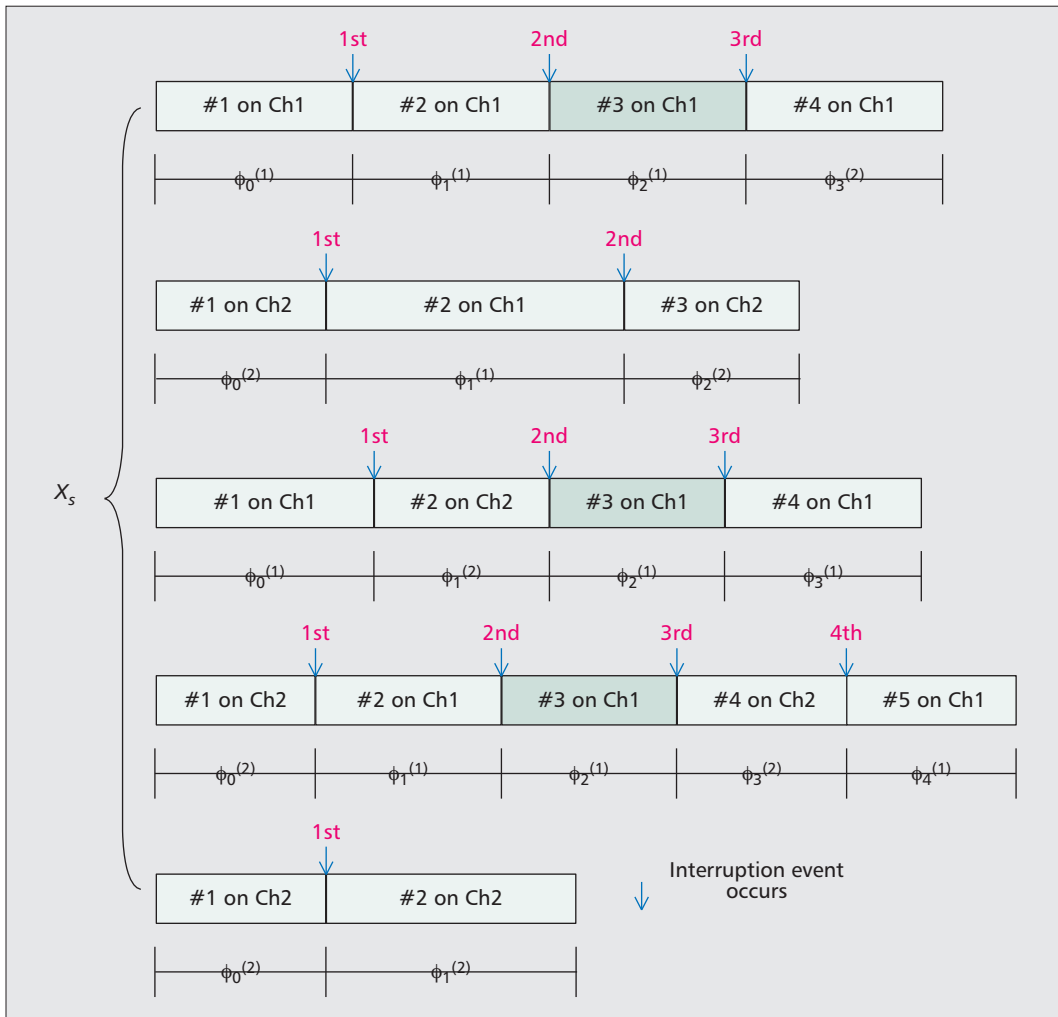 1st 2nd 3rd
#1 on Ch1 #2 on Ch1 #3 on Ch1 #4 on Ch1
ϕ₀⁽¹⁾ ϕ₁⁽¹⁾ ϕ₂⁽¹⁾ ϕ₃⁽²⁾
1st 2nd
#1 on Ch2 #2 on Ch1 #3 on Ch2
ϕ₀⁽²⁾ ϕ₁⁽¹⁾ ϕ₂⁽²⁾
1st 2nd 3rd
Xₛ
#1 on Ch1 #2 on Ch2 #3 on Ch1 #4 on Ch1
ϕ₀⁽¹⁾ ϕ₁⁽²⁾ ϕ₂⁽¹⁾ ϕ₃⁽¹⁾
1st 2nd 3rd 4th
#1 on Ch2 #2 on Ch1 #3 on Ch1 #4 on Ch2 #5 on Ch1
ϕ₀⁽²⁾ ϕ₁⁽¹⁾ ϕ₂⁽¹⁾ ϕ₃⁽²⁾ ϕ₄⁽¹⁾
1st
#1 on Ch2 #2 on Ch2
Interruption event
occurs
ϕ₀⁽²⁾ ϕ₁⁽²⁾